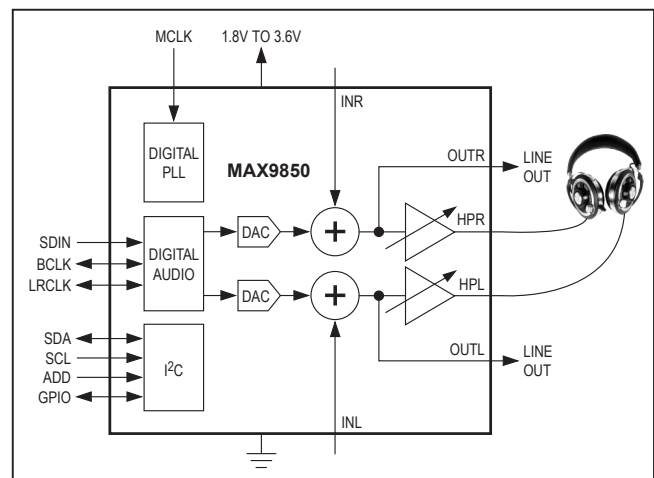 MCLK
1.8V TO 3.6V
INR
DIGITAL
PLL
MAX9850
OUTR
LINE
OUT
HPR
SDIN
BCLK
LRCLK
DIGITAL
AUDIO
DAC
+
DAC
+
HPL
SDA
SCL
ADD
GPIO
I²C
OUTL
LINE
OUT
INL